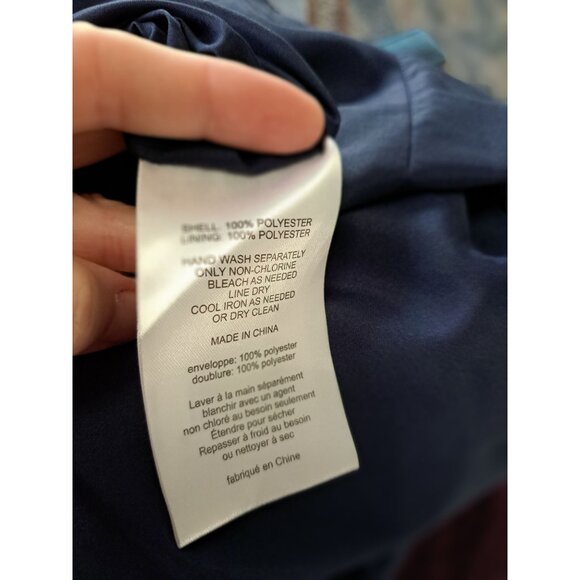 SHELL: 100% POLYESTER
LINING: 100% POLYESTER
HAND WASH SEPARATELY
ONLY NON-CHLORINE
BLEACH AS NEEDED
LINE DRY
COOL IRON AS NEEDED
OR DRY CLEAN
MADE IN CHINA
enveloppe: 100% polyester
doublure: 100% polyester
Laver à la main séparément
blanchir avec un agent
non chloré au besoin seulement
Étendre pour sécher
Repasser à froid au besoin
ou nettoyer à sec
fabriqué en Chine